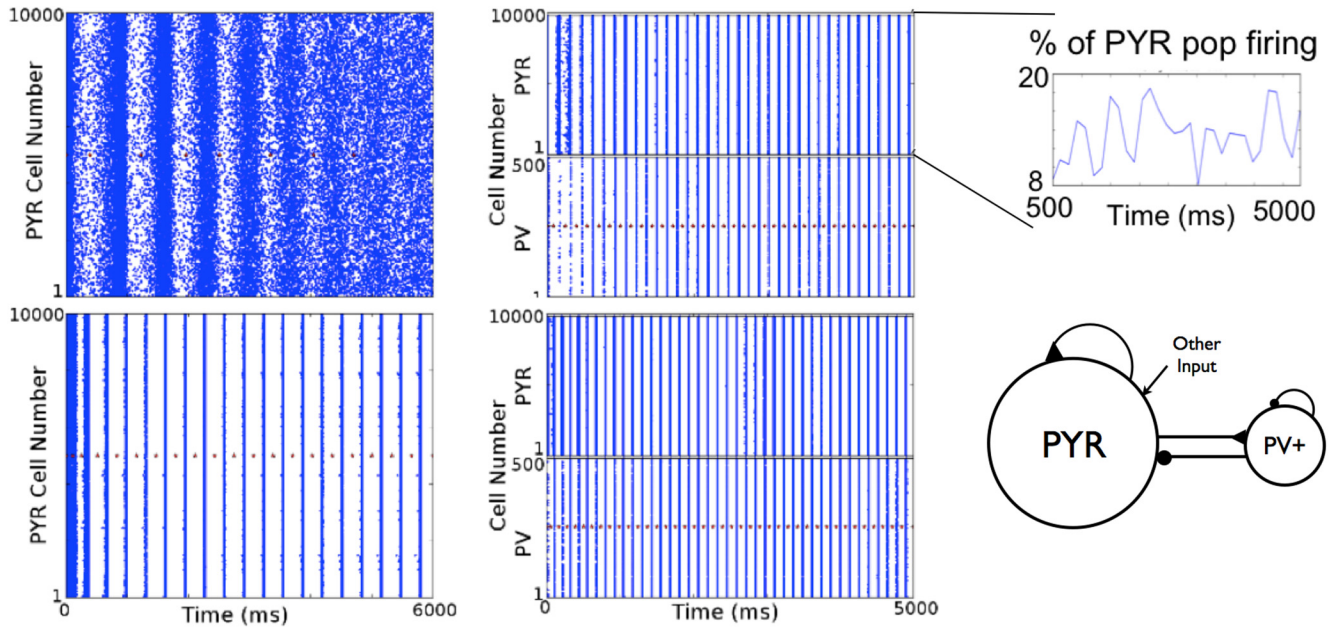 10000
PYR Cell Number
1
10000
PYR
1
500
Cell Number
PV
1
% of PYR pop firing
20
8
500
Time (ms)
5000
10000
PYR Cell Number
1
0
Time (ms)
6000
10000
PYR
1
500
Cell Number
PV
1
0
Time (ms)
5000
Other
Input
PYR
PV+